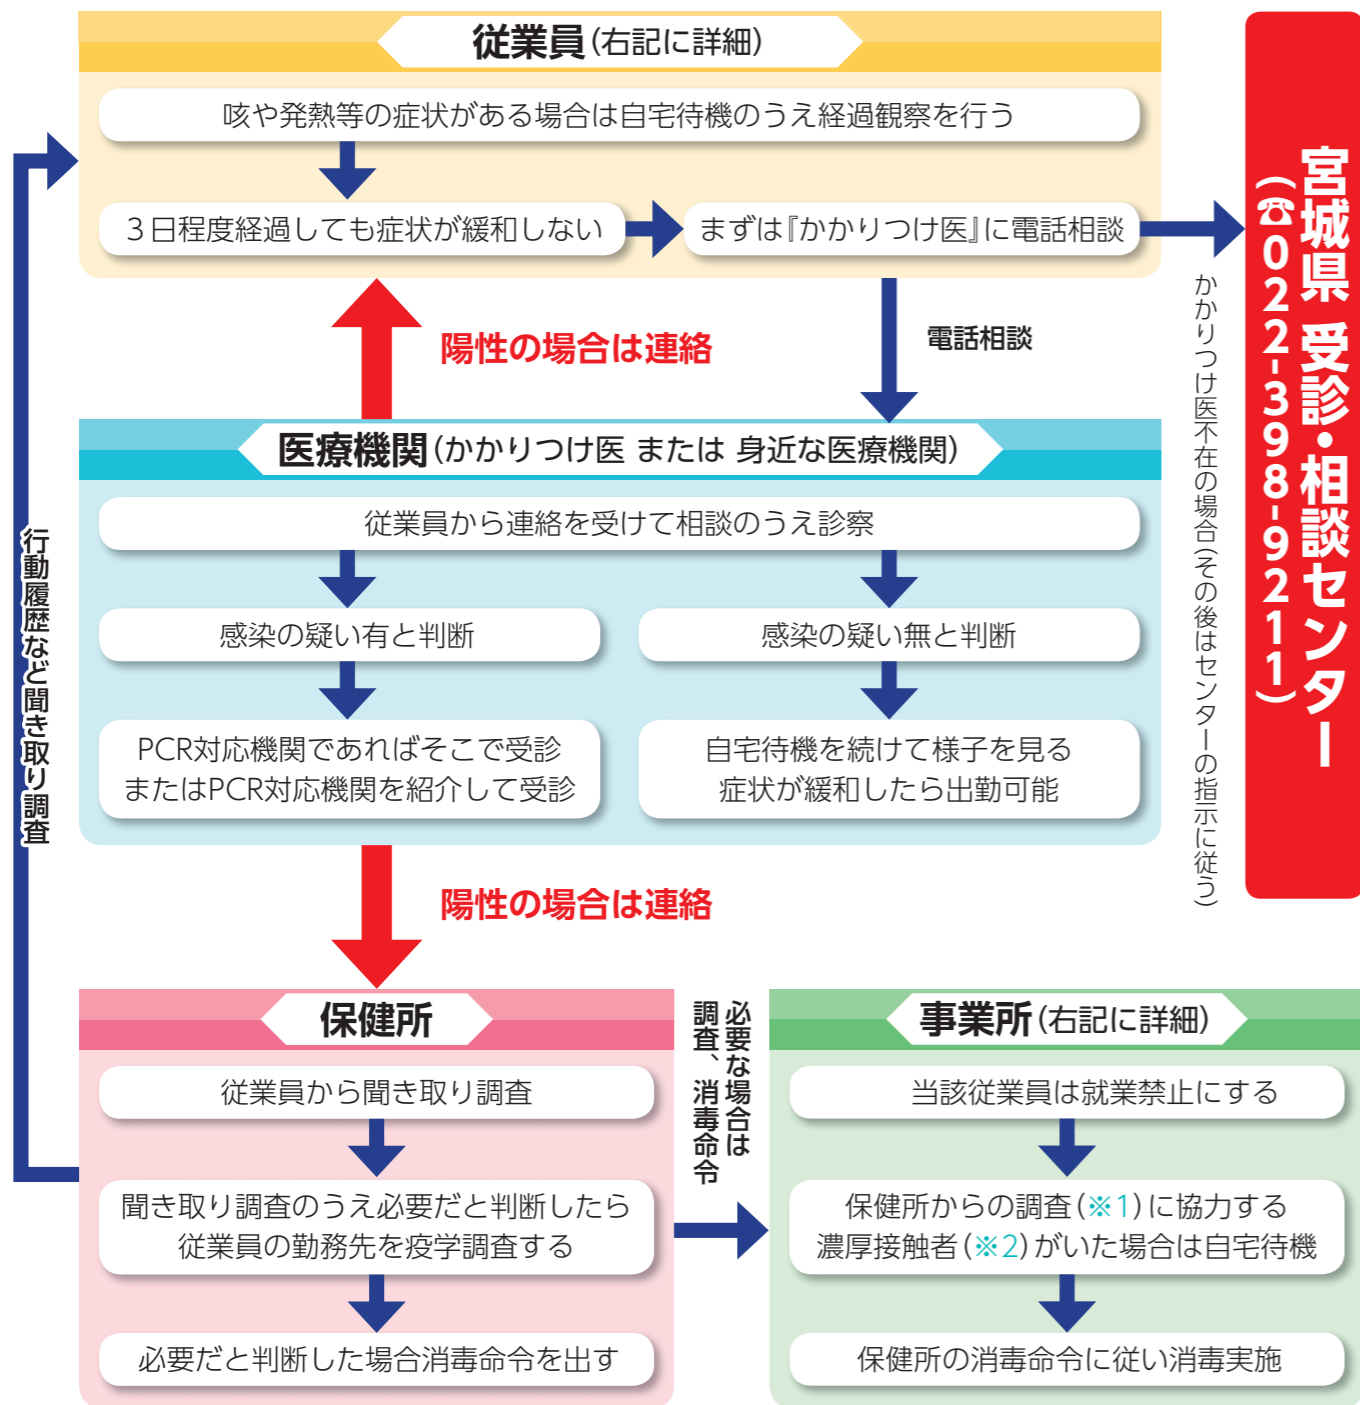 従業員(右記に詳細)
咳や発熱等の症状がある場合は自宅待機のうえ経過観察を行う
3日程度経過しても症状が緩和しない
まずは『かかりつけ医』に電話相談
宮城県 受診・相談センター
(☎022-398-9211)
かかりつけ医不在の場合(その後はセンターの指示に従う)
陽性の場合は連絡
電話相談
医療機関(かかりつけ医 または 身近な医療機関)
従業員から連絡を受けて相談のうえ診察
感染の疑い有と判断
感染の疑い無と判断
PCR対応機関であればそこで受診
またはPCR対応機関を紹介して受診
自宅待機を続けて様子を見る
症状が緩和したら出勤可能
行動履歴など聞き取り調査
陽性の場合は連絡
保健所
従業員から聞き取り調査
聞き取り調査のうえ必要だと判断したら
従業員の勤務先を疫学調査する
必要だと判断した場合消毒命令を出す
必要な場合は
調査、消毒命令
事業所(右記に詳細)
当該従業員は就業禁止にする
保健所からの調査(※1)に協力する
濃厚接触者(※2)がいた場合は自宅待機
保健所の消毒命令に従い消毒実施